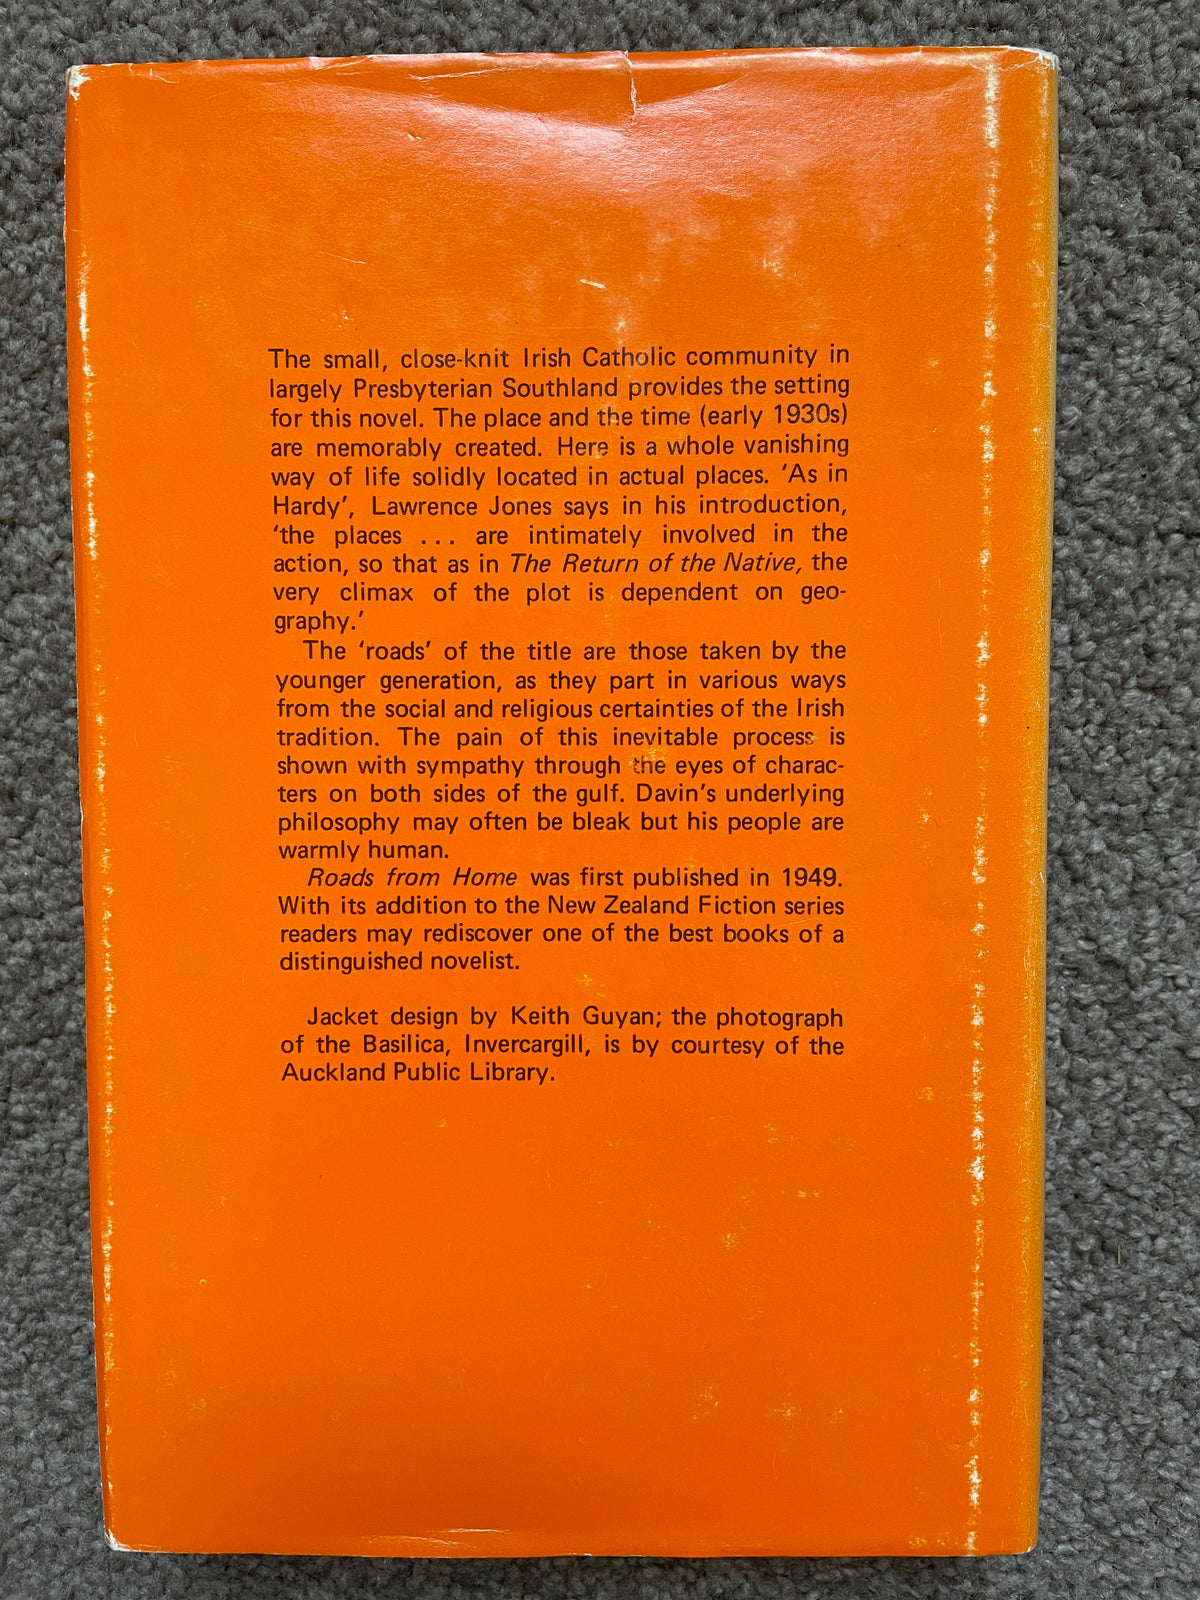 The small, close-knit Irish Catholic community in
largely Presbyterian Southland provides the setting
for this novel. The place and the time (early 1930s)
are memorably created. Here is a whole vanishing
way of life solidly located in actual places. ‘As in
Hardy’, Lawrence Jones says in his introduction,
‘the places ... are intimately involved in the
action, so that as in The Return of the Native, the
very climax of the plot is dependent on geo-
graphy.’
The ‘roads’ of the title are those taken by the
younger generation, as they part in various ways
from the social and religious certainties of the Irish
tradition. The pain of this inevitable process is
shown with sympathy through the eyes of charac-
ters on both sides of the gulf. Davin’s underlying
philosophy may often be bleak but his people are
warmly human.
Roads from Home was first published in 1949.
With its addition to the New Zealand Fiction series
readers may rediscover one of the best books of a
distinguished novelist.
Jacket design by Keith Guyan; the photograph
of the Basilica, Invercargill, is by courtesy of the
Auckland Public Library.